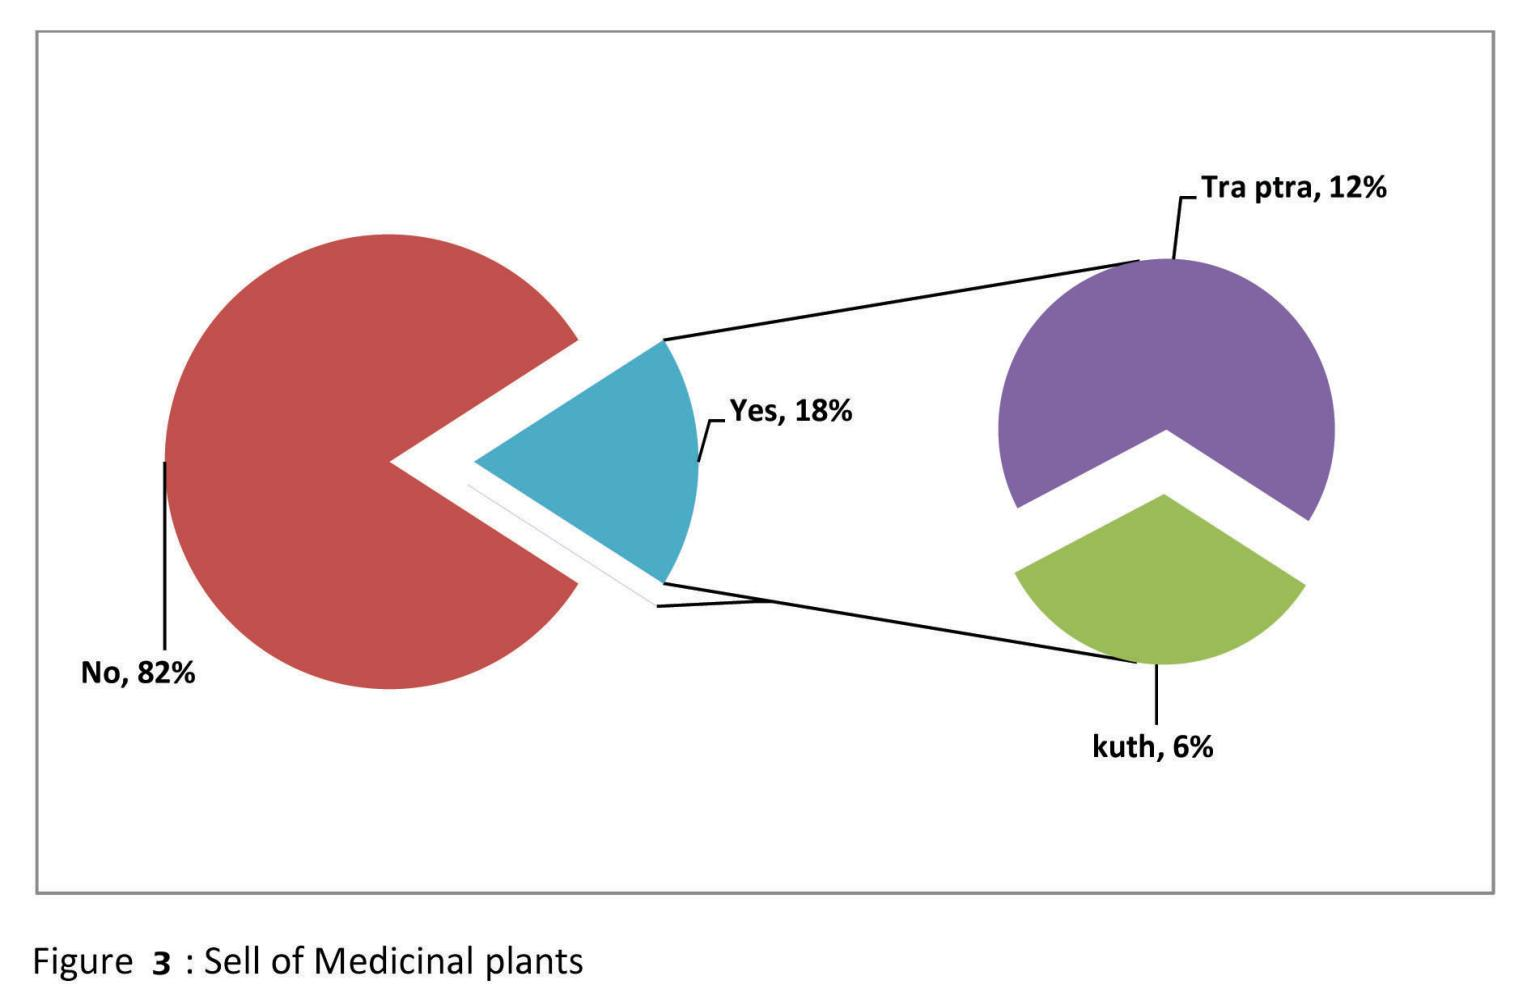 Tra ptra, 12%
Yes, 18%
No, 82%
kuth, 6%
Figure 3 : Sell of Medicinal plants